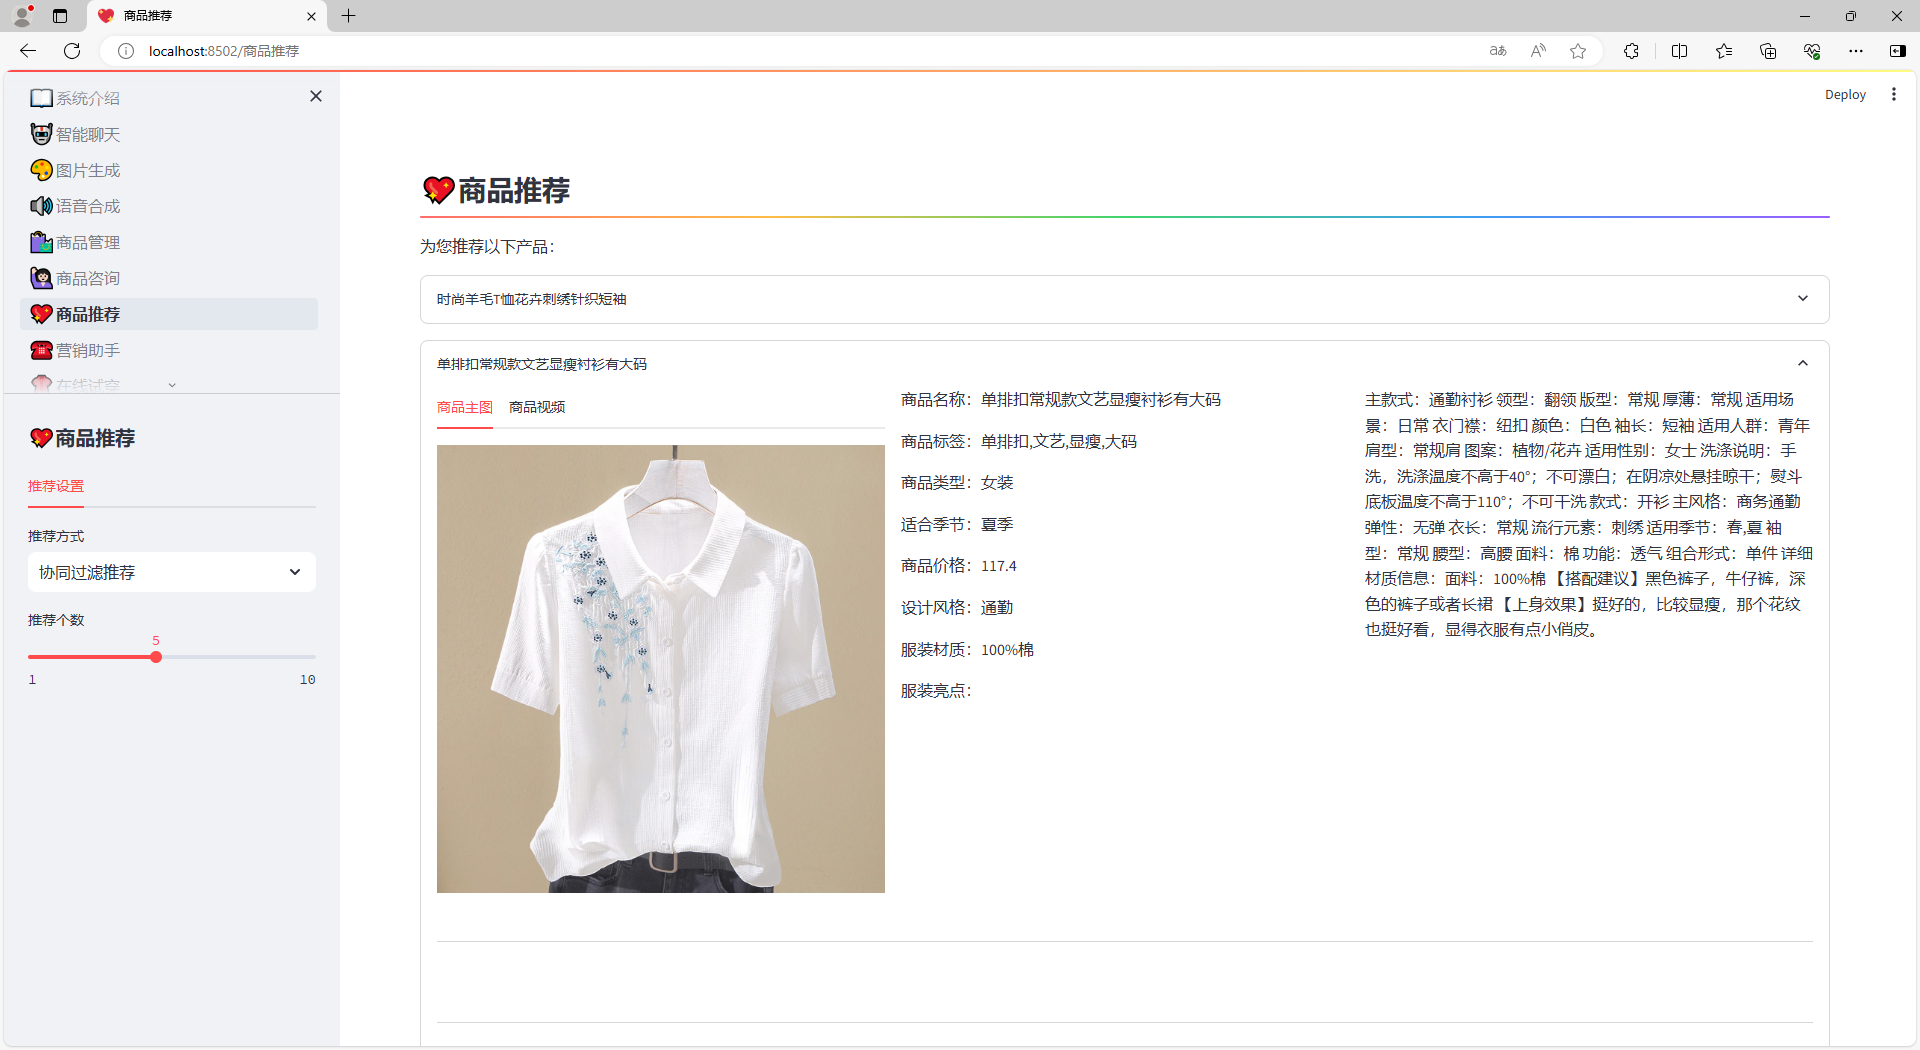 商品推荐
localhost:8502/商品推荐
系统介绍
智能聊天
图片生成
语音合成
商品管理
商品咨询
商品推荐
营销助手
在线试穿
商品推荐
推荐设置
推荐方式
协同过滤推荐
推荐个数
5
1 10
Deploy
商品推荐
为您推荐以下产品：
时尚羊毛T恤花卉刺绣针织短袖
单排扣常规款文艺显瘦衬衫有大码
商品主图 商品视频
商品名称：单排扣常规款文艺显瘦衬衫有大码
商品标签：单排扣,文艺,显瘦,大码
商品类型：女装
适合季节：夏季
商品价格：117.4
设计风格：通勤
服装材质：100%棉
服装亮点：
主款式：通勤衬衫 领型：翻领 版型：常规 厚薄：常规 适用场
景：日常 衣门襟：纽扣 颜色：白色 袖长：短袖 适用人群：青年
肩型：常规肩 图案：植物/花卉 适用性别：女士 洗涤说明：手
洗，洗涤温度不高于40°；不可漂白；在阴凉处悬挂晾干；熨斗
底板温度不高于110°；不可干洗 款式：开衫 主风格：商务通勤
弹性：无弹 衣长：常规 流行元素：刺绣 适用季节：春,夏 袖
型：常规 腰型：高腰 面料：棉 功能：透气 组合形式：单件 详细
材质信息：面料：100%棉 【搭配建议】黑色裤子，牛仔裤，深
色的裤子或者长裙 【上身效果】挺好的，比较显瘦，那个花纹
也挺好看，显得衣服有点小俏皮。